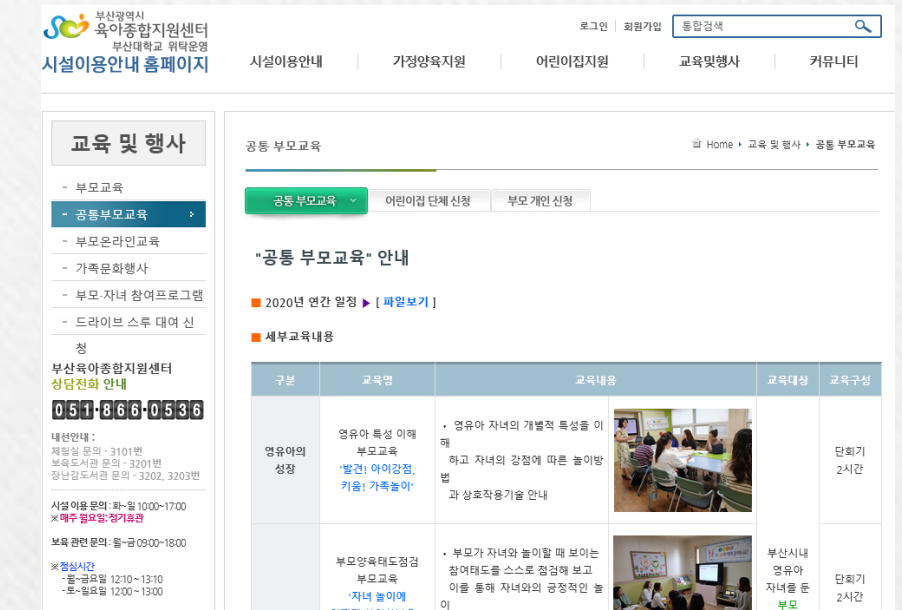 부산광역시
육아종합지원센터
부산대학교 위탁운영
시설이용안내 홈페이지
로그인 회원가입 통합검색
시설이용안내 가정양육지원 어린이집지원 교육및행사 커뮤니티
교육 및 행사
- 부모교육
- 공통부모교육
- 부모온라인교육
- 가족문화행사
- 부모·자녀 참여프로그램
- 드라이브 스루 대여 신
청
부산육아종합지원센터
상담전화 안내
051·866·0536
내선안내 :
체험실 문의 - 3101번
보육도서관 문의 - 3201번
장난감도서관 문의 - 3202, 3203번
시설 이용 문의 : 화~일 10:00~17:00
※ 매주 월요일: 정기휴관
보육 관련 문의 : 월~금 09:00~18:00
※ 점심시간
- 월~금요일 12:10 ~ 13:10
- 토~일요일 12:00 ~ 13:00
공통 부모교육
Home 교육 및 행사 공통 부모교육
공통 부모교육 어린이집 단체 신청 부모 개인 신청
"공통 부모교육" 안내
■ 2020년 연간 일정 ▶ [ 파일보기 ]
■ 세부교육내용
구분 교육명 교육내용 교육대상 교육구성
영유아의
성장
영유아 특성 이해
부모교육
'발견! 아이강점,
키움! 가족놀이'
• 영유아 자녀의 개별적 특성을 이
해
하고 자녀의 강점에 따른 놀이방
법
과 상호작용기술 안내
단회기
2시간
부모양육태도점검
부모교육
'자녀 놀이에
• 부모가 자녀와 놀이할 때 보이는
참여태도를 스스로 점검해 보고
이를 통해 자녀와의 긍정적인 놀
이
부산시내
영유아
자녀를 둔
부모
단회기
2시간